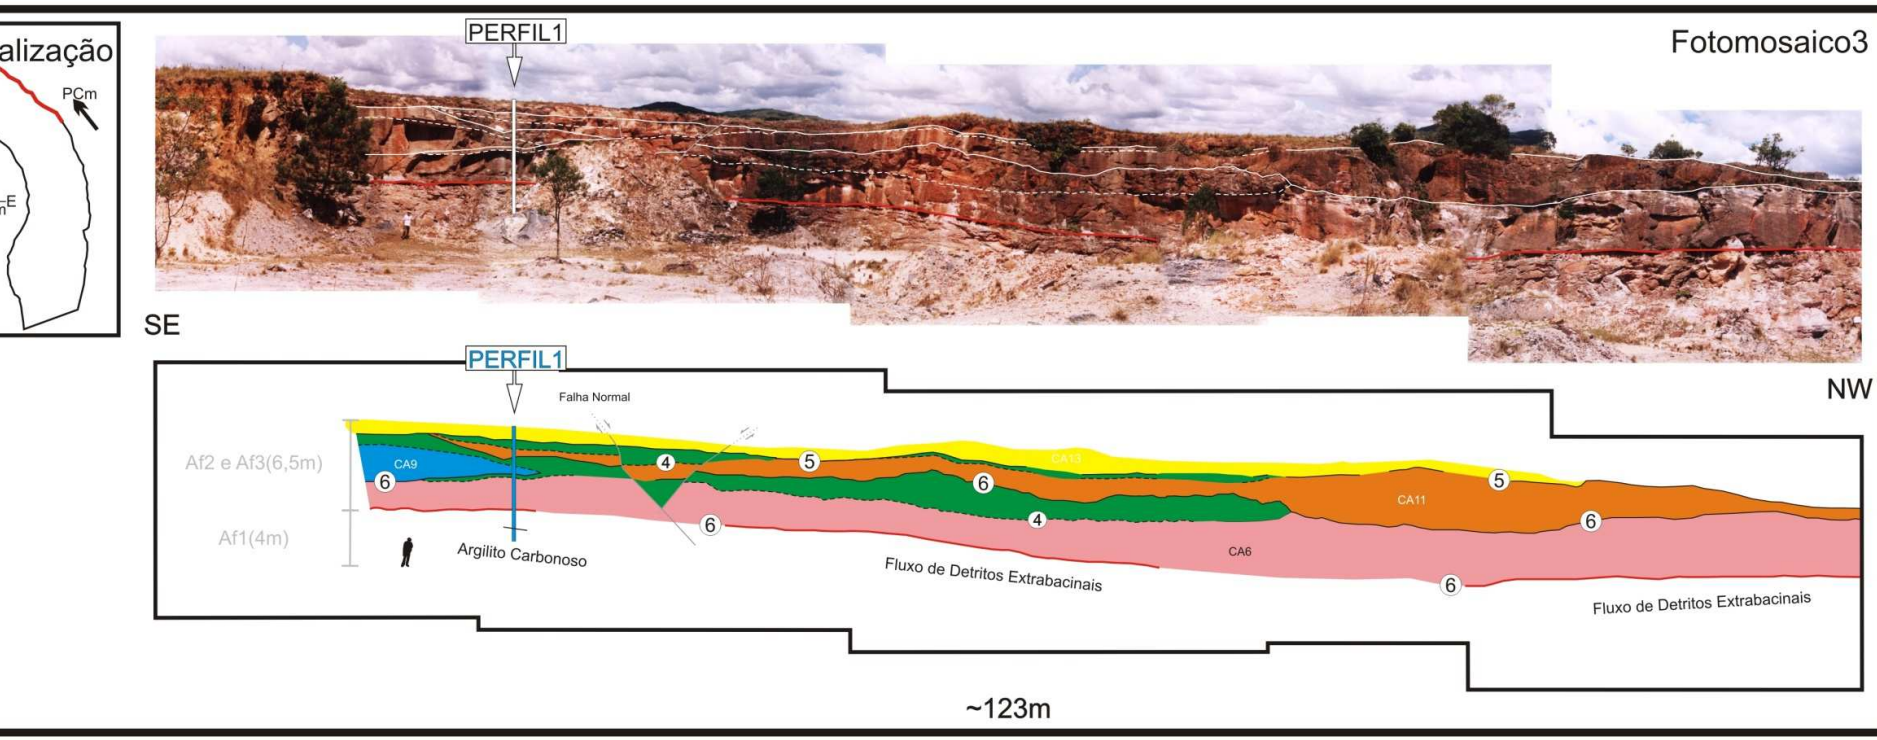 alização
PCm
E
m
PERFIL1
Fotomosaico3
SE
NW
PERFIL1
Falha Normal
Af2 e Af3(6,5m)
Af1(4m)
CA9
6
4
5
CA13
6
4
6
5
CA11
6
CA6
6
Argilito Carbonoso
Fluxo de Detritos Extrabacinais
Fluxo de Detritos Extrabacinais
~123m